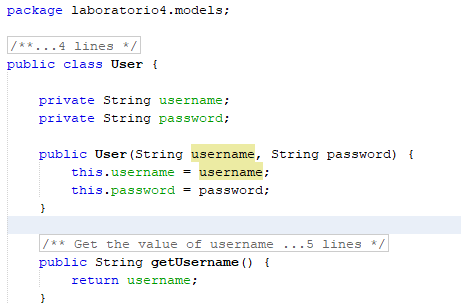 package laboratorio4.models;
/**...4 lines */
public class User {
private String username;
private String password;
public User(String username, String password) {
this.username = username;
this.password = password;
}
/** Get the value of username ...5 lines */
public String getUsername() {
return username;
}